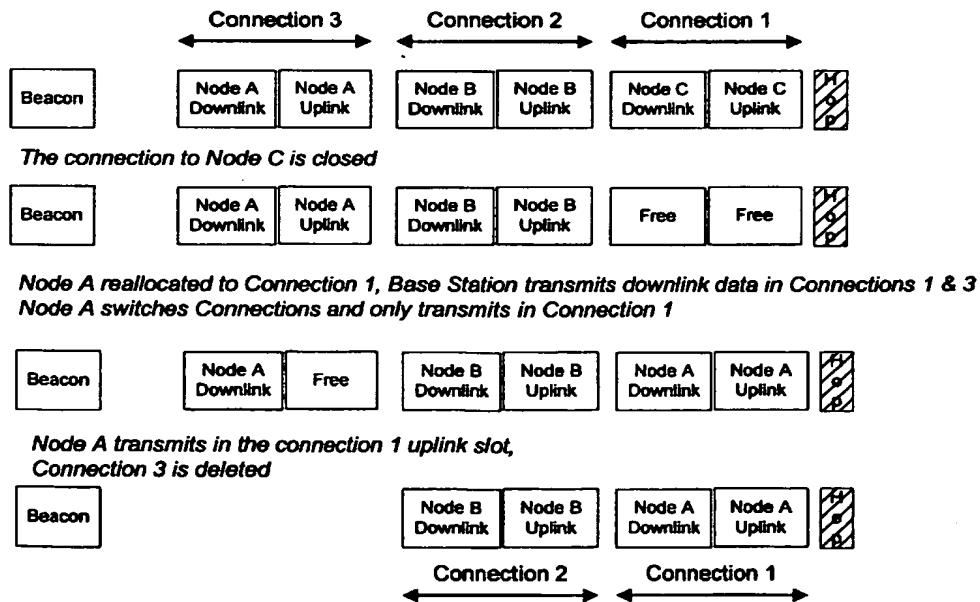 Connection 3 Connection 2 Connection 1
Beacon
Node A Downlink
Node A Uplink
Node B Downlink
Node B Uplink
Node C Downlink
Node C Uplink
Hop
The connection to Node C is closed
Beacon
Node A Downlink
Node A Uplink
Node B Downlink
Node B Uplink
Free
Free
Hop
Node A reallocated to Connection 1, Base Station transmits downlink data in Connections 1 & 3
Node A switches Connections and only transmits in Connection 1
Beacon
Node A Downlink
Free
Node B Downlink
Node B Uplink
Node A Downlink
Node A Uplink
Hop
Node A transmits in the connection 1 uplink slot,
Connection 3 is deleted
Beacon
Node B Downlink
Node B Uplink
Node A Downlink
Node A Uplink
Hop
Connection 2 Connection 1